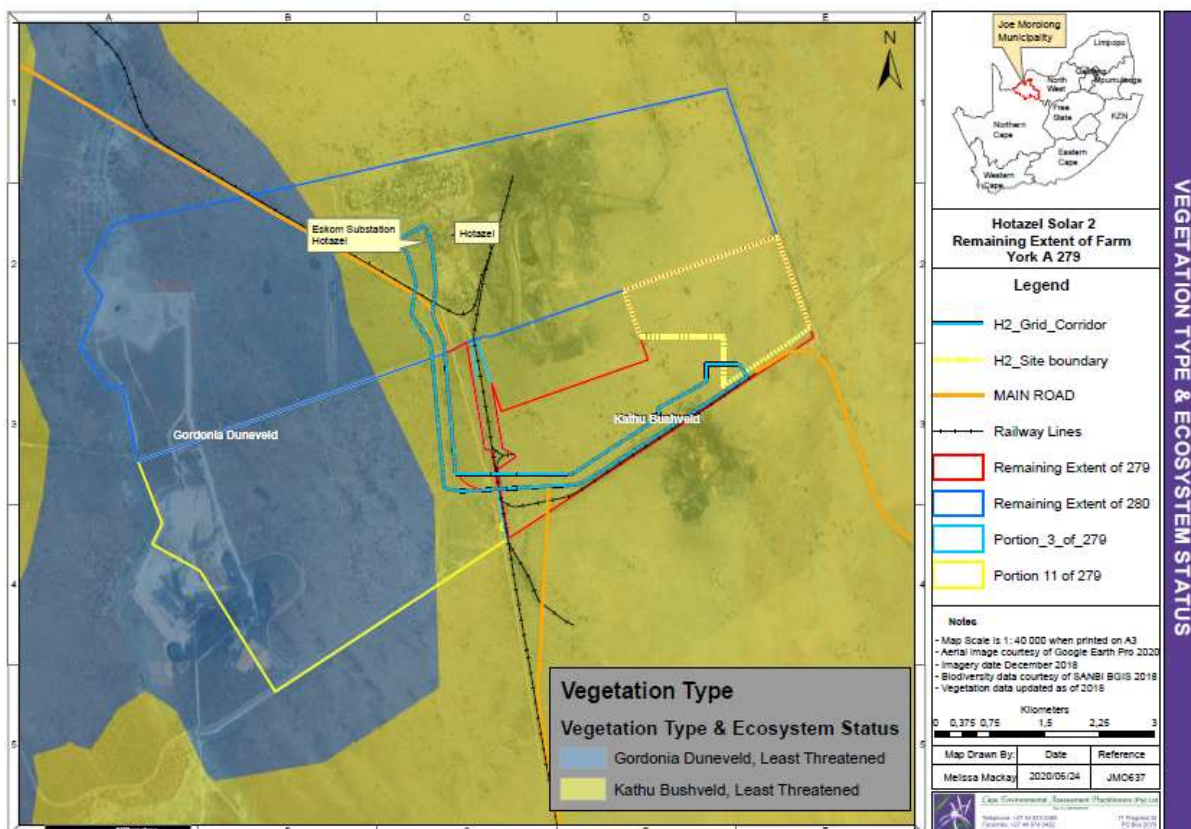 A B C D E
N
1
2
3
4
5
Eskom Substation
Hotazel
Hotazel
Gordonia Duneveld
Kathu Bushveld
Vegetation Type
Vegetation Type & Ecosystem Status
Gordonia Duneveld, Least Threatened
Kathu Bushveld, Least Threatened
Joe Morolong
Municipality
Limpopo
North
West
Free
State
KZN
Northern
Cape
Eastern
Cape
Western
Cape
Hotazel Solar 2
Remaining Extent of Farm
York A 279
Legend
H2_Grid_Corridor
H2_Site boundary
MAIN ROAD
Railway Lines
Remaining Extent of 279
Remaining Extent of 280
Portion_3_of_279
Portion 11 of 279
Notes
- Map Scale is 1: 40 000 when printed on A3
- Aerial image courtesy of Google Earth Pro 2020
- Imagery date December 2018
- Biodiversity data courtesy of SANBI BGIS 2018
- Vegetation data updated as of 2018
Kilometers
0 0,375 0,75 1,5 2,25 3
Map Drawn By: Date Reference
Melissa Mackay 2020/06/24 JMO637
Cape Environmental Assessment Practitioners (Pty) Ltd
VEGETATION TYPE & ECOSYSTEM STATUS